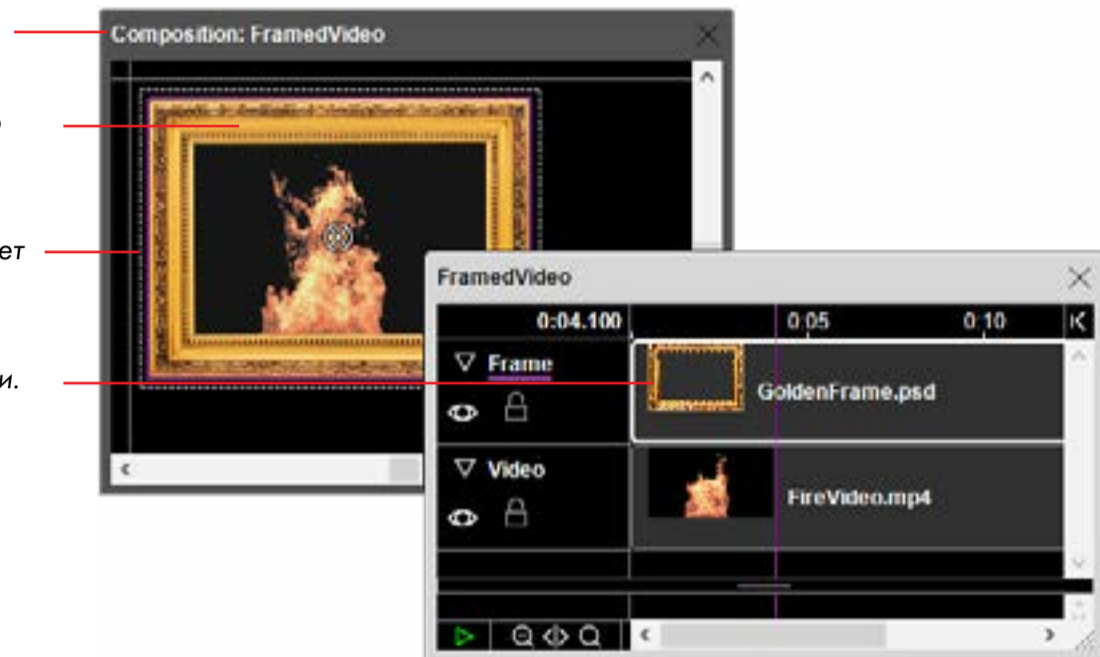 Composition: FramedVideo
ет
и.
FramedVideo
0:04.100 0:05 0:10
Frame
GoldenFrame.psd
Video
FireVideo.mp4